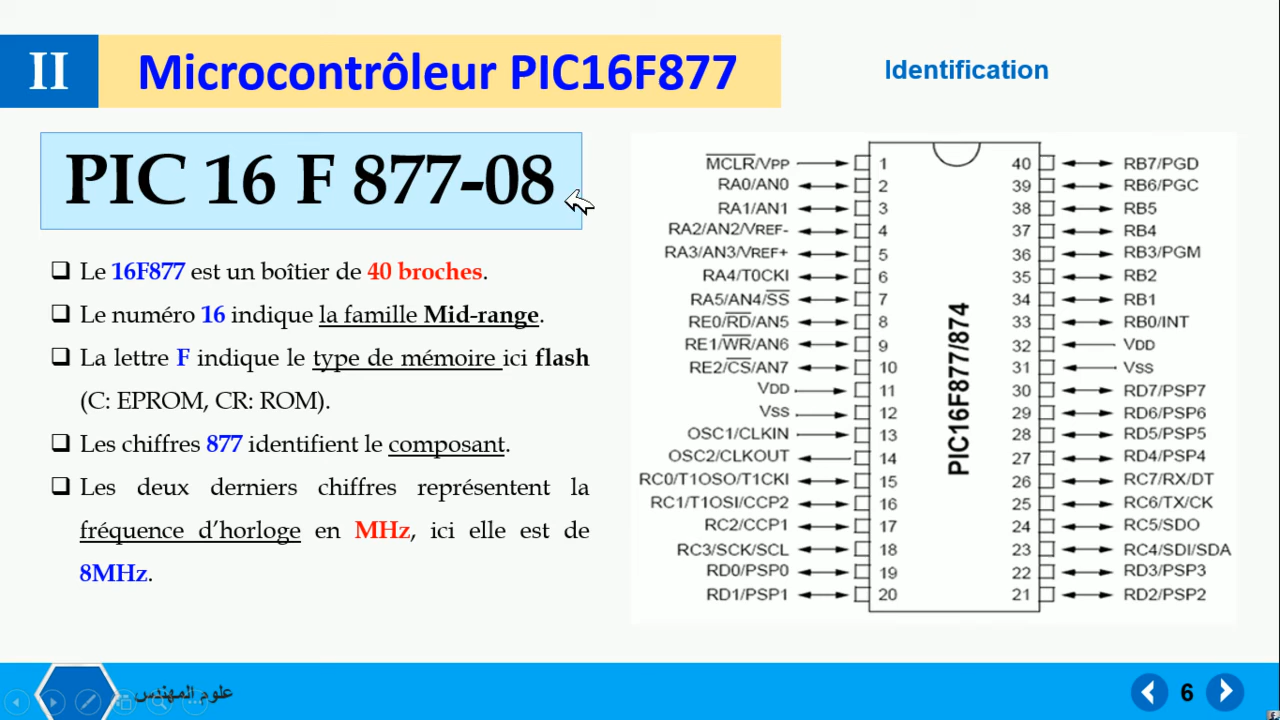 II
Microcontrôleur PIC16F877
Identification
PIC 16 F 877-08
❑ Le 16F877 est un boîtier de 40 broches.
❑ Le numéro 16 indique la famille Mid-range.
❑ La lettre F indique le type de mémoire ici flash
(C: EPROM, CR: ROM).
❑ Les chiffres 877 identifient le composant.
❑ Les deux derniers chiffres représentent la
fréquence d’horloge en MHz, ici elle est de
8MHz.
MCLR/VPP 1 40 RB7/PGD
RA0/AN0 2 39 RB6/PGC
RA1/AN1 3 38 RB5
RA2/AN2/VREF- 4 37 RB4
RA3/AN3/VREF+ 5 36 RB3/PGM
RA4/T0CKI 6 35 RB2
RA5/AN4/SS 7 34 RB1
RE0/RD/AN5 8 33 RB0/INT
RE1/WR/AN6 9 32 VDD
RE2/CS/AN7 10 31 Vss
VDD 11 30 RD7/PSP7
Vss 12 29 RD6/PSP6
OSC1/CLKIN 13 28 RD5/PSP5
OSC2/CLKOUT 14 27 RD4/PSP4
RC0/T1OSO/T1CKI 15 26 RC7/RX/DT
RC1/T1OSI/CCP2 16 25 RC6/TX/CK
RC2/CCP1 17 24 RC5/SDO
RC3/SCK/SCL 18 23 RC4/SDI/SDA
RD0/PSP0 19 22 RD3/PSP3
RD1/PSP1 20 21 RD2/PSP2
PIC16F877/874
علوم المهندس
6